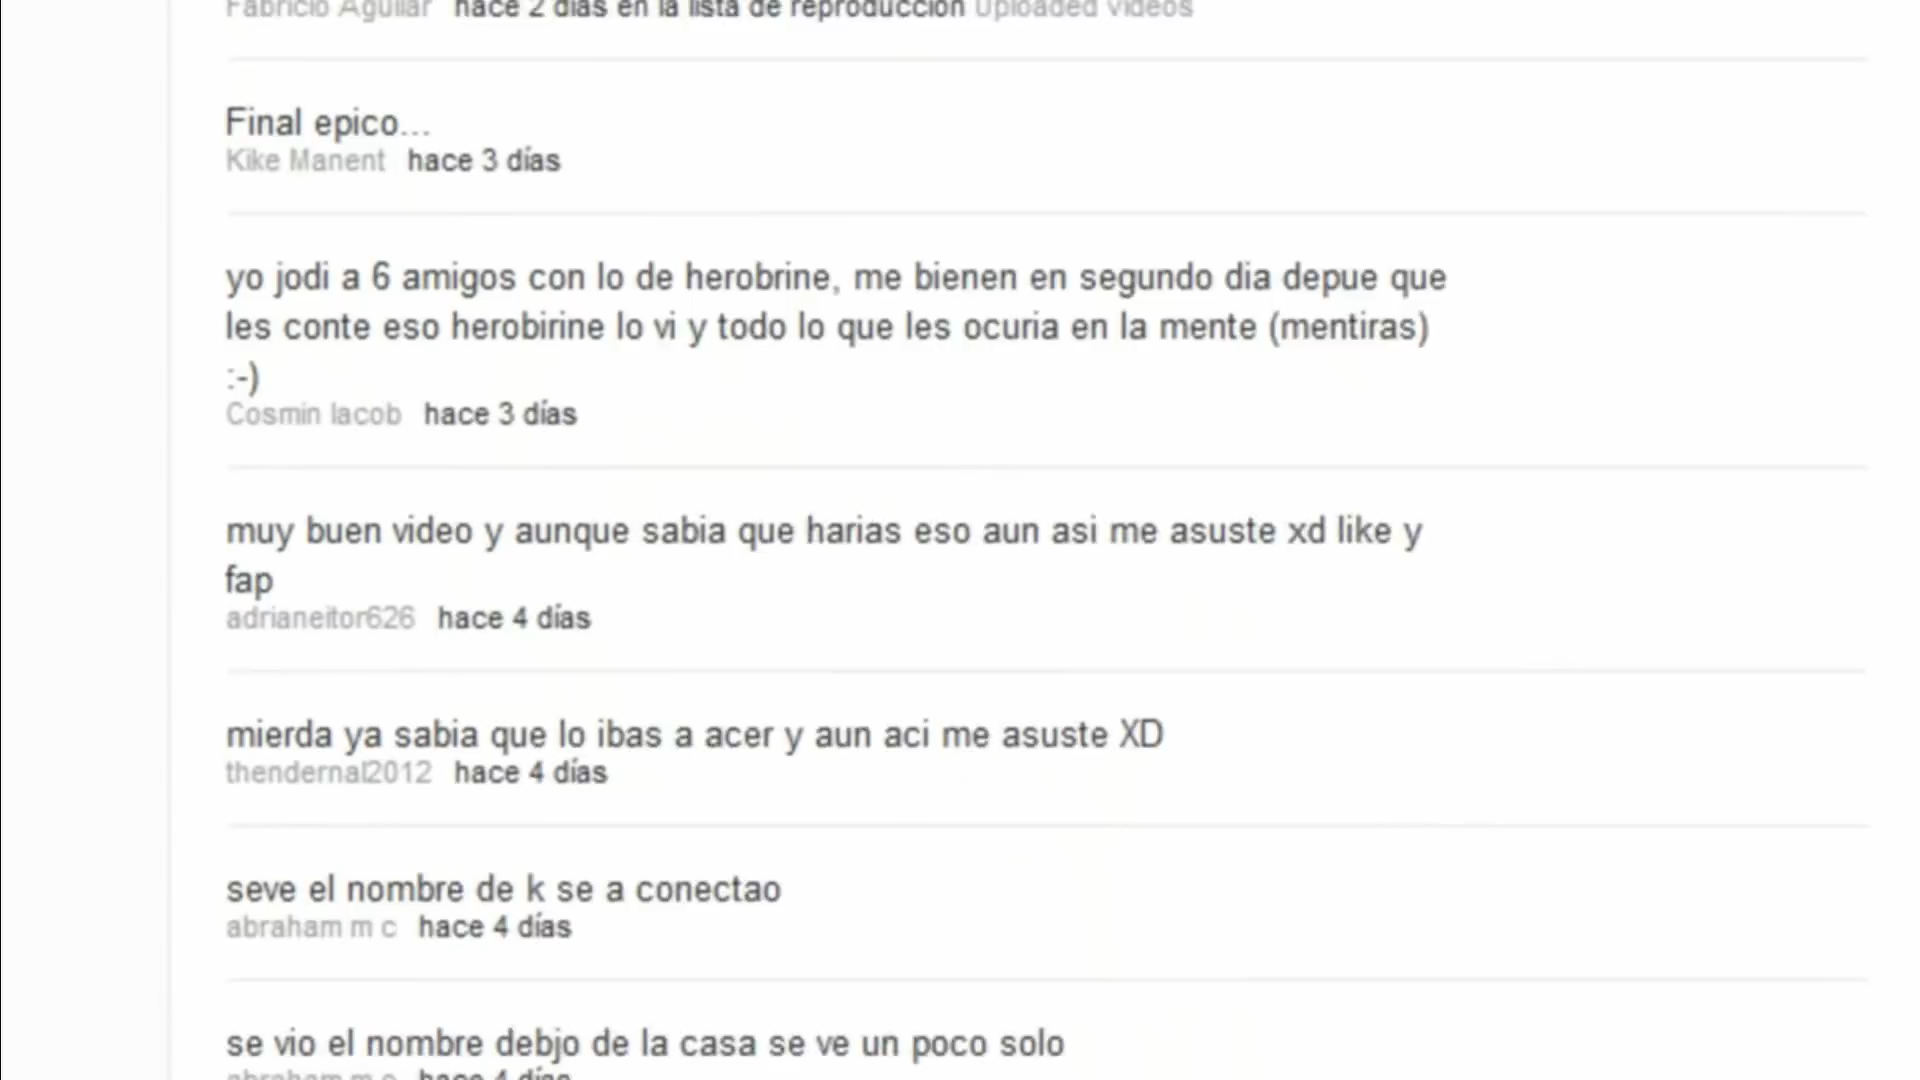 Fabricio Aguilar hace 2 días en la lista de reproducción Uploaded videos
Final epico...
Kike Manent hace 3 días
yo jodi a 6 amigos con lo de herobrine, me bienen en segundo dia depue que
les conte eso herobirine lo vi y todo lo que les ocuria en la mente (mentiras)
:-)
Cosmin Iacob hace 3 días
muy buen video y aunque sabia que harias eso aun asi me asuste xd like y
fap
adrianeitor626 hace 4 días
mierda ya sabia que lo ibas a acer y aun aci me asuste XD
thendernal2012 hace 4 días
seve el nombre de k se a conectao
abraham m c hace 4 días
se vio el nombre debjo de la casa se ve un poco solo
abraham m c hace 4 días